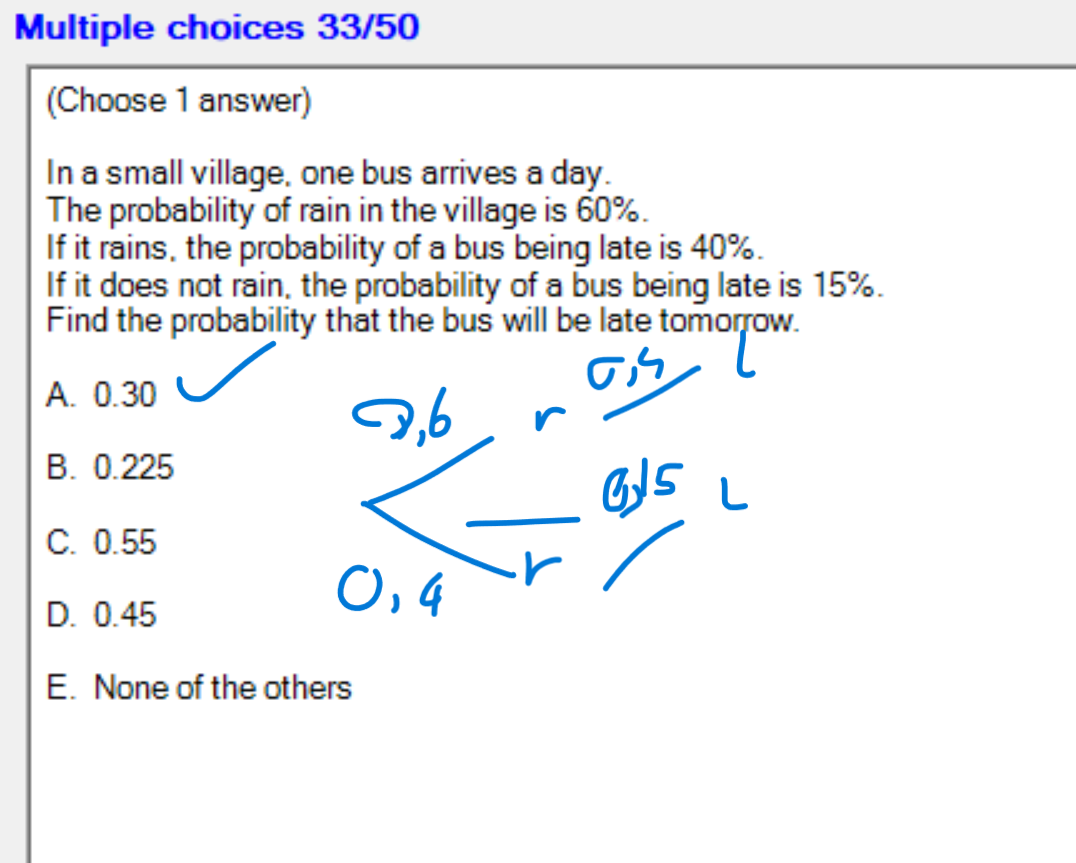 Multiple choices 33/50
(Choose 1 answer)
In a small village, one bus arrives a day.
The probability of rain in the village is 60%.
If it rains, the probability of a bus being late is 40%.
If it does not rain, the probability of a bus being late is 15%.
Find the probability that the bus will be late tomorrow.
A. 0.30
0,4 L
0,6 r
B. 0.225
0,15 L
C. 0.55
r
0,4
D. 0.45
E. None of the others